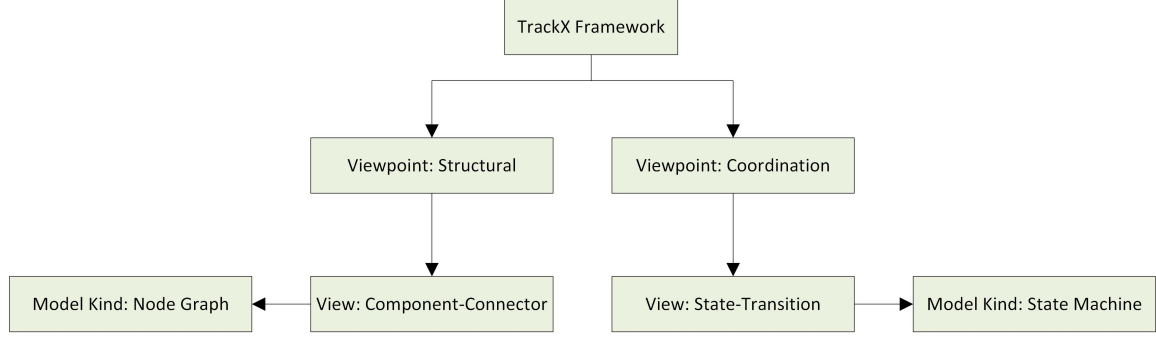 TrackX Framework
Viewpoint: Structural
Viewpoint: Coordination
Model Kind: Node Graph
View: Component-Connector
View: State-Transition
Model Kind: State Machine